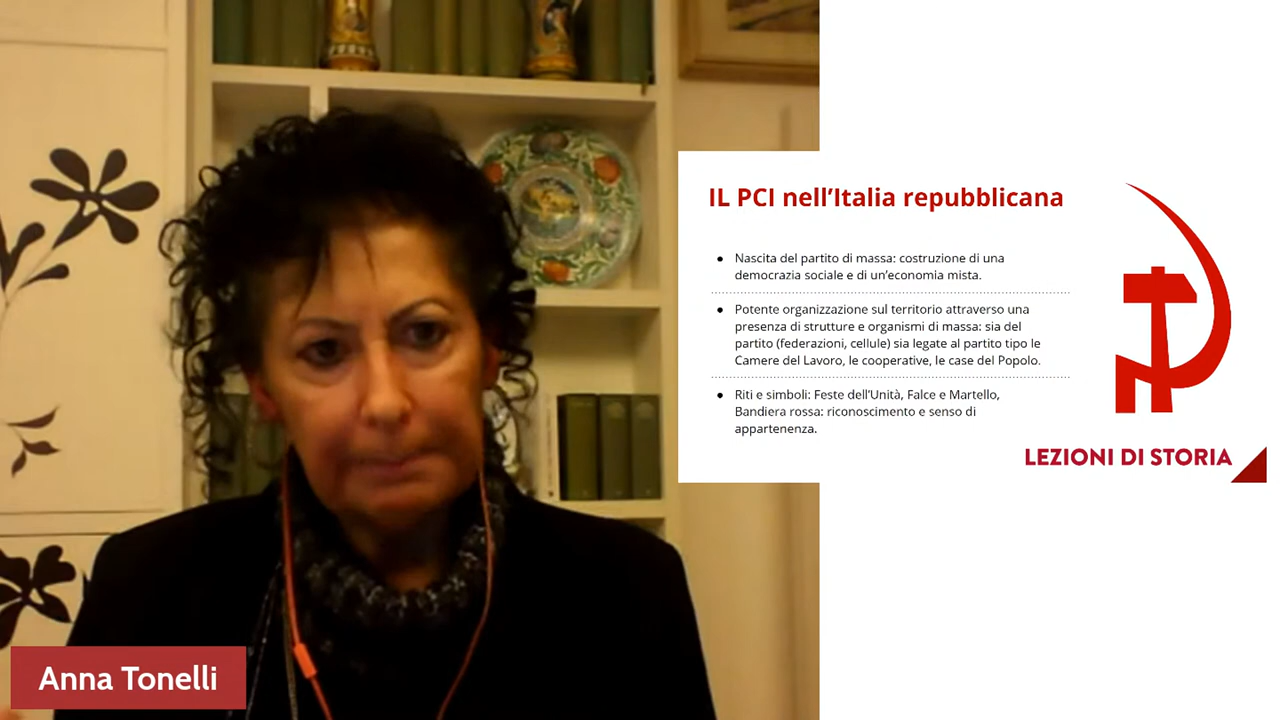 IL PCI nell'Italia repubblicana
• Nascita del partito di massa: costruzione di una
democrazia sociale e di un'economia mista.
• Potente organizzazione sul territorio attraverso una
presenza di strutture e organismi di massa: sia del
partito (federazioni, cellule) sia legate al partito tipo le
Camere del Lavoro, le cooperative, le case del Popolo.
• Riti e simboli: Feste dell'Unità, Falce e Martello,
Bandiera rossa: riconoscimento e senso di
appartenenza.
LEZIONI DI STORIA
Anna Tonelli